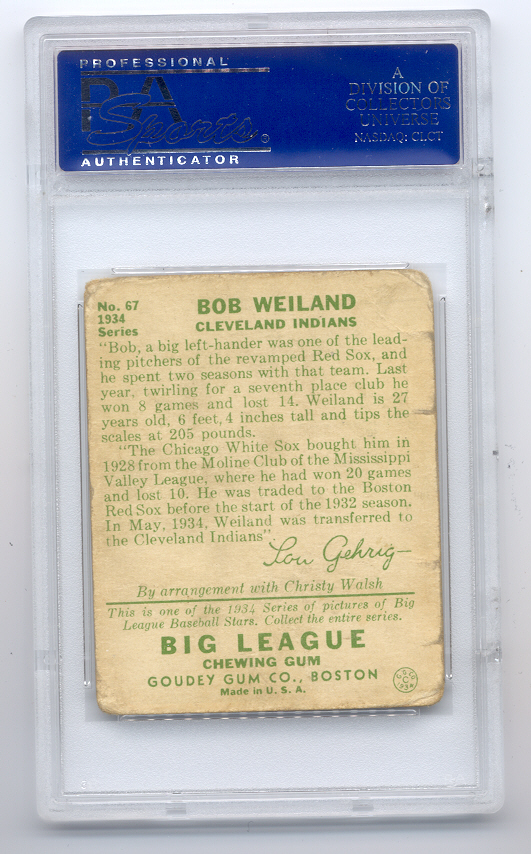 PROFESSIONAL
PSA
Sports
AUTHENTICATOR
A
DIVISION OF
COLLECTORS
UNIVERSE
NASDAQ: CLCT
No. 67
1934
Series
BOB WEILAND
CLEVELAND INDIANS
"Bob, a big left-hander was one of the lead-
ing pitchers of the revamped Red Sox, and
he spent two seasons with that team. Last
year, twirling for a seventh place club he
won 8 games and lost 14. Weiland is 27
years old, 6 feet, 4 inches tall and tips the
scales at 205 pounds.
"The Chicago White Sox bought him in
1928 from the Moline Club of the Mississippi
Valley League, where he had won 20 games
and lost 10. He was traded to the Boston
Red Sox before the start of the 1932 season.
In May, 1934, Weiland was transferred to
the Cleveland Indians"
Lou Gehrig
By arrangement with Christy Walsh
This is one of the 1934 Series of pictures of Big
League Baseball Stars. Collect the entire series.
BIG LEAGUE
CHEWING GUM
GOUDEY GUM CO., BOSTON
Made in U. S. A.